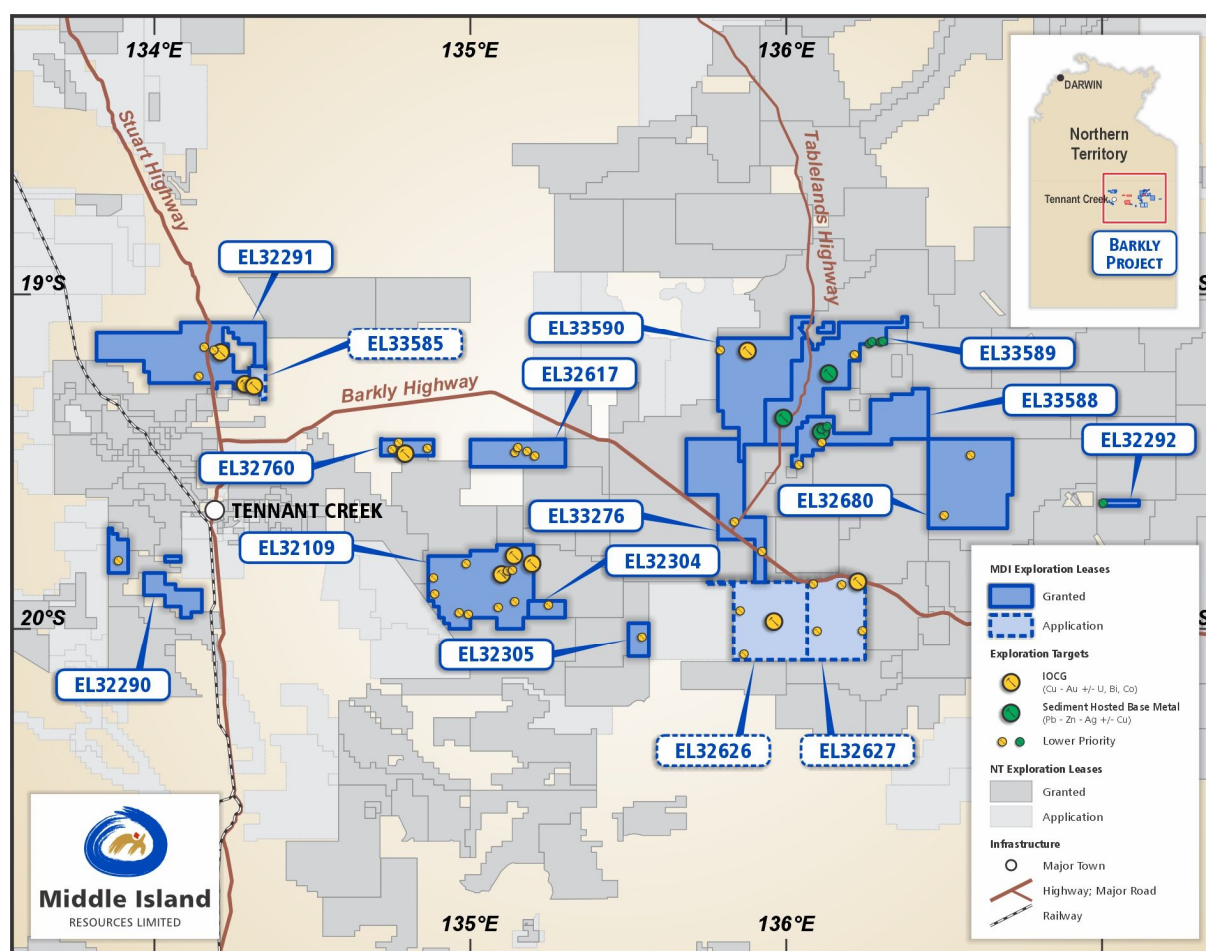 134°E
135°E
136°E
Stuart Highway
Tablelands Highway
Barkly Highway
DARWIN
Northern
Territory
Tennant Creek
BARKLY
PROJECT
19°S
S
EL32291
EL33585
EL33590
EL32617
EL33589
EL33588
EL32292
EL32760
TENNANT CREEK
EL32680
EL33276
EL32109
EL32304
20°S
S
EL32305
EL32290
EL32626
EL32627
MDI Exploration Leases
Granted
Application
Exploration Targets
IOCG
(Cu - Au +/- U, Bi, Co)
Sediment Hosted Base Metal
(Pb - Zn - Ag +/- Cu)
Lower Priority
NT Exploration Leases
Granted
Application
Infrastructure
Major Town
Highway; Major Road
Railway
Middle Island
RESOURCES LIMITED
135°E
136°E